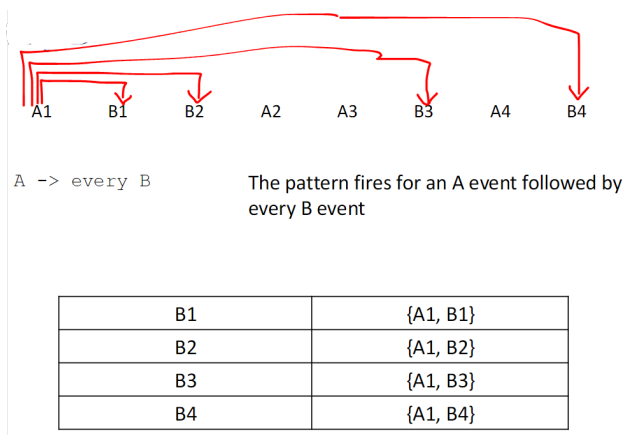 A1 B1 B2 A2 A3 B3 A4 B4
A -> every B
The pattern fires for an A event followed by
every B event
B1 {A1, B1}
B2 {A1, B2}
B3 {A1, B3}
B4 {A1, B4}